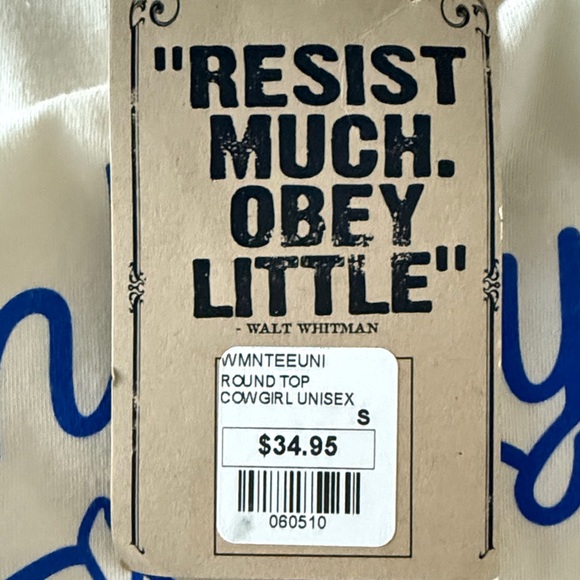 "RESIST
MUCH.
OBEY
LITTLE"
- WALT WHITMAN
WMNTEEUNI
ROUND TOP
COWGIRL UNISEX
S
$34.95
060510